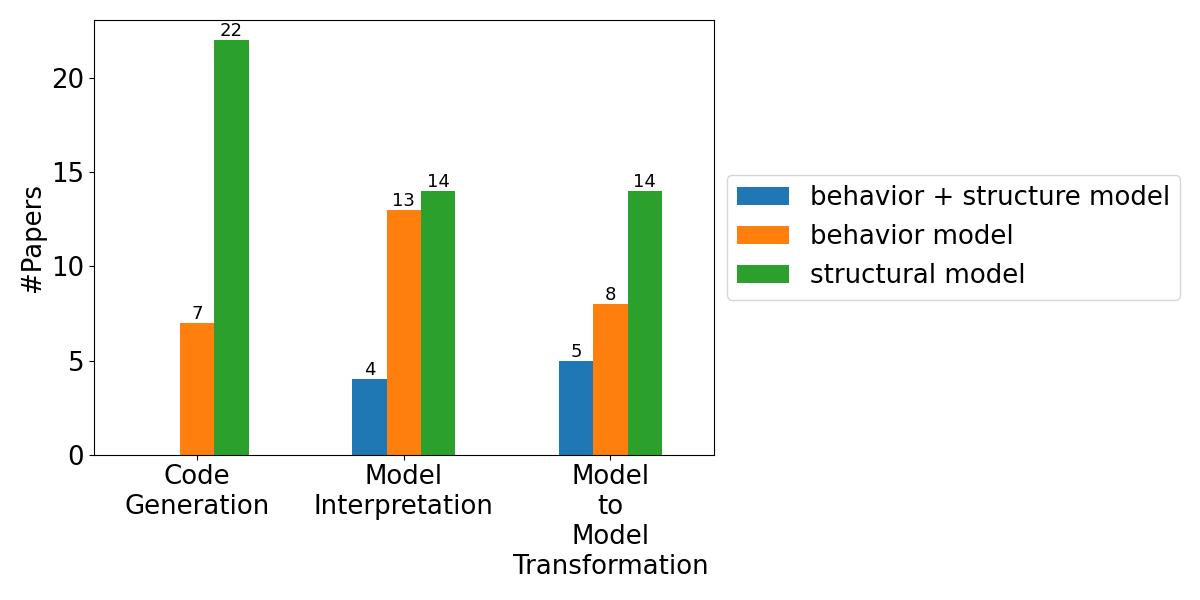 #Papers
20
15
10
5
0
22
7
4
13
14
5
8
14
Code
Generation
Model
Interpretation
Model
to
Model
Transformation
behavior + structure model
behavior model
structural model